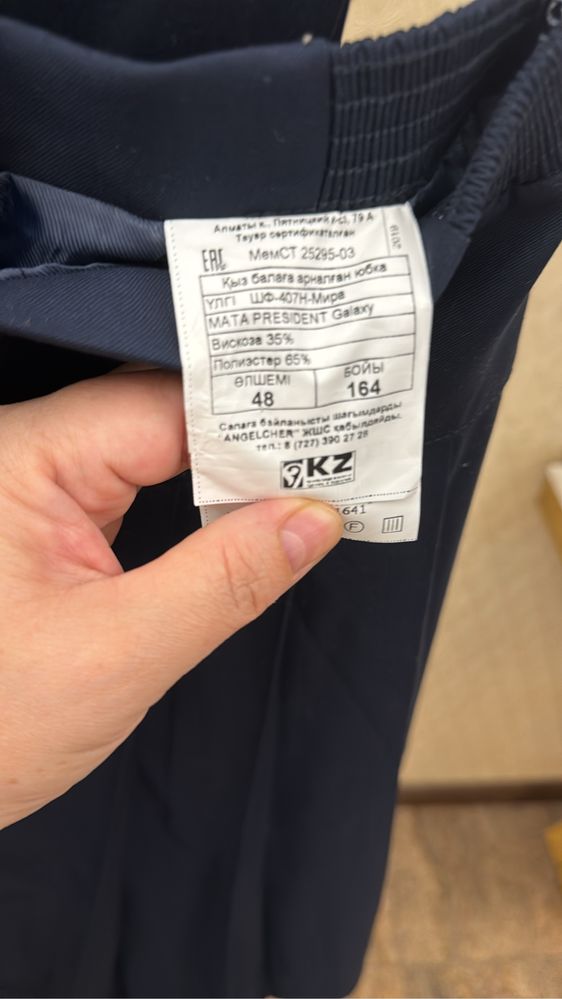 Алматы қ., Пятницкий к-сі, 79 А
Тауар сертификатталған
2019
EAC МемСТ 25295-03
Қыз балаға арналған юбка
ҮЛГІ ШФ-407Н-Мира
МАТА PRESIDENT Galaxy
Вискоза 35%
Полиэстер 65%
ӨЛШЕМІ БОЙЫ
48 164
Сапаға байланысты шағымдарды
"ANGELCHER" ЖШС қабылдайды.
тел.: 8 (727) 390 27 28
KZ
1641
F